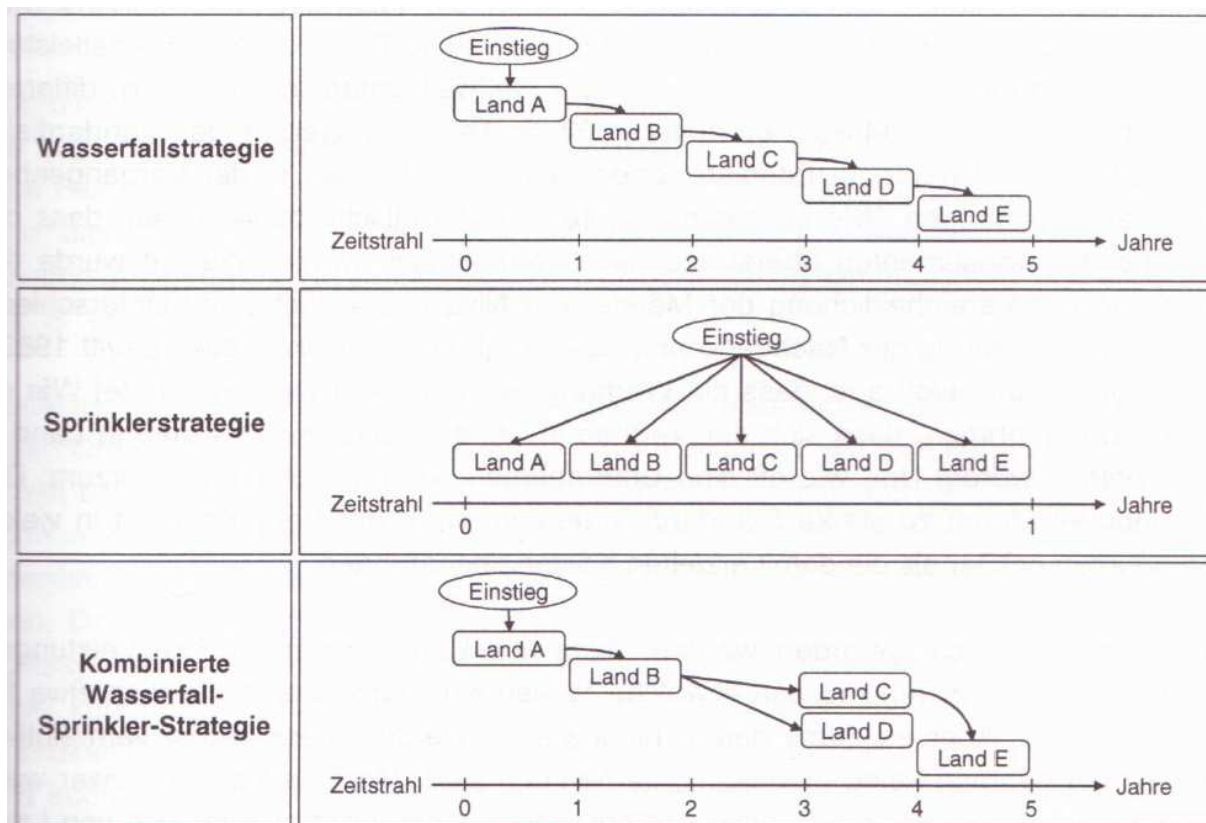 Wasserfallstrategie
Einstieg
Land A
Land B
Land C
Land D
Land E
Zeitstrahl
Jahre
0 1 2 3 4 5
Sprinklerstrategie
Einstieg
Land A Land B Land C Land D Land E
Zeitstrahl
Jahre
0 1
Kombinierte
Wasserfall-
Sprinkler-Strategie
Einstieg
Land A
Land B
Land C
Land D
Land E
Zeitstrahl
Jahre
0 1 2 3 4 5